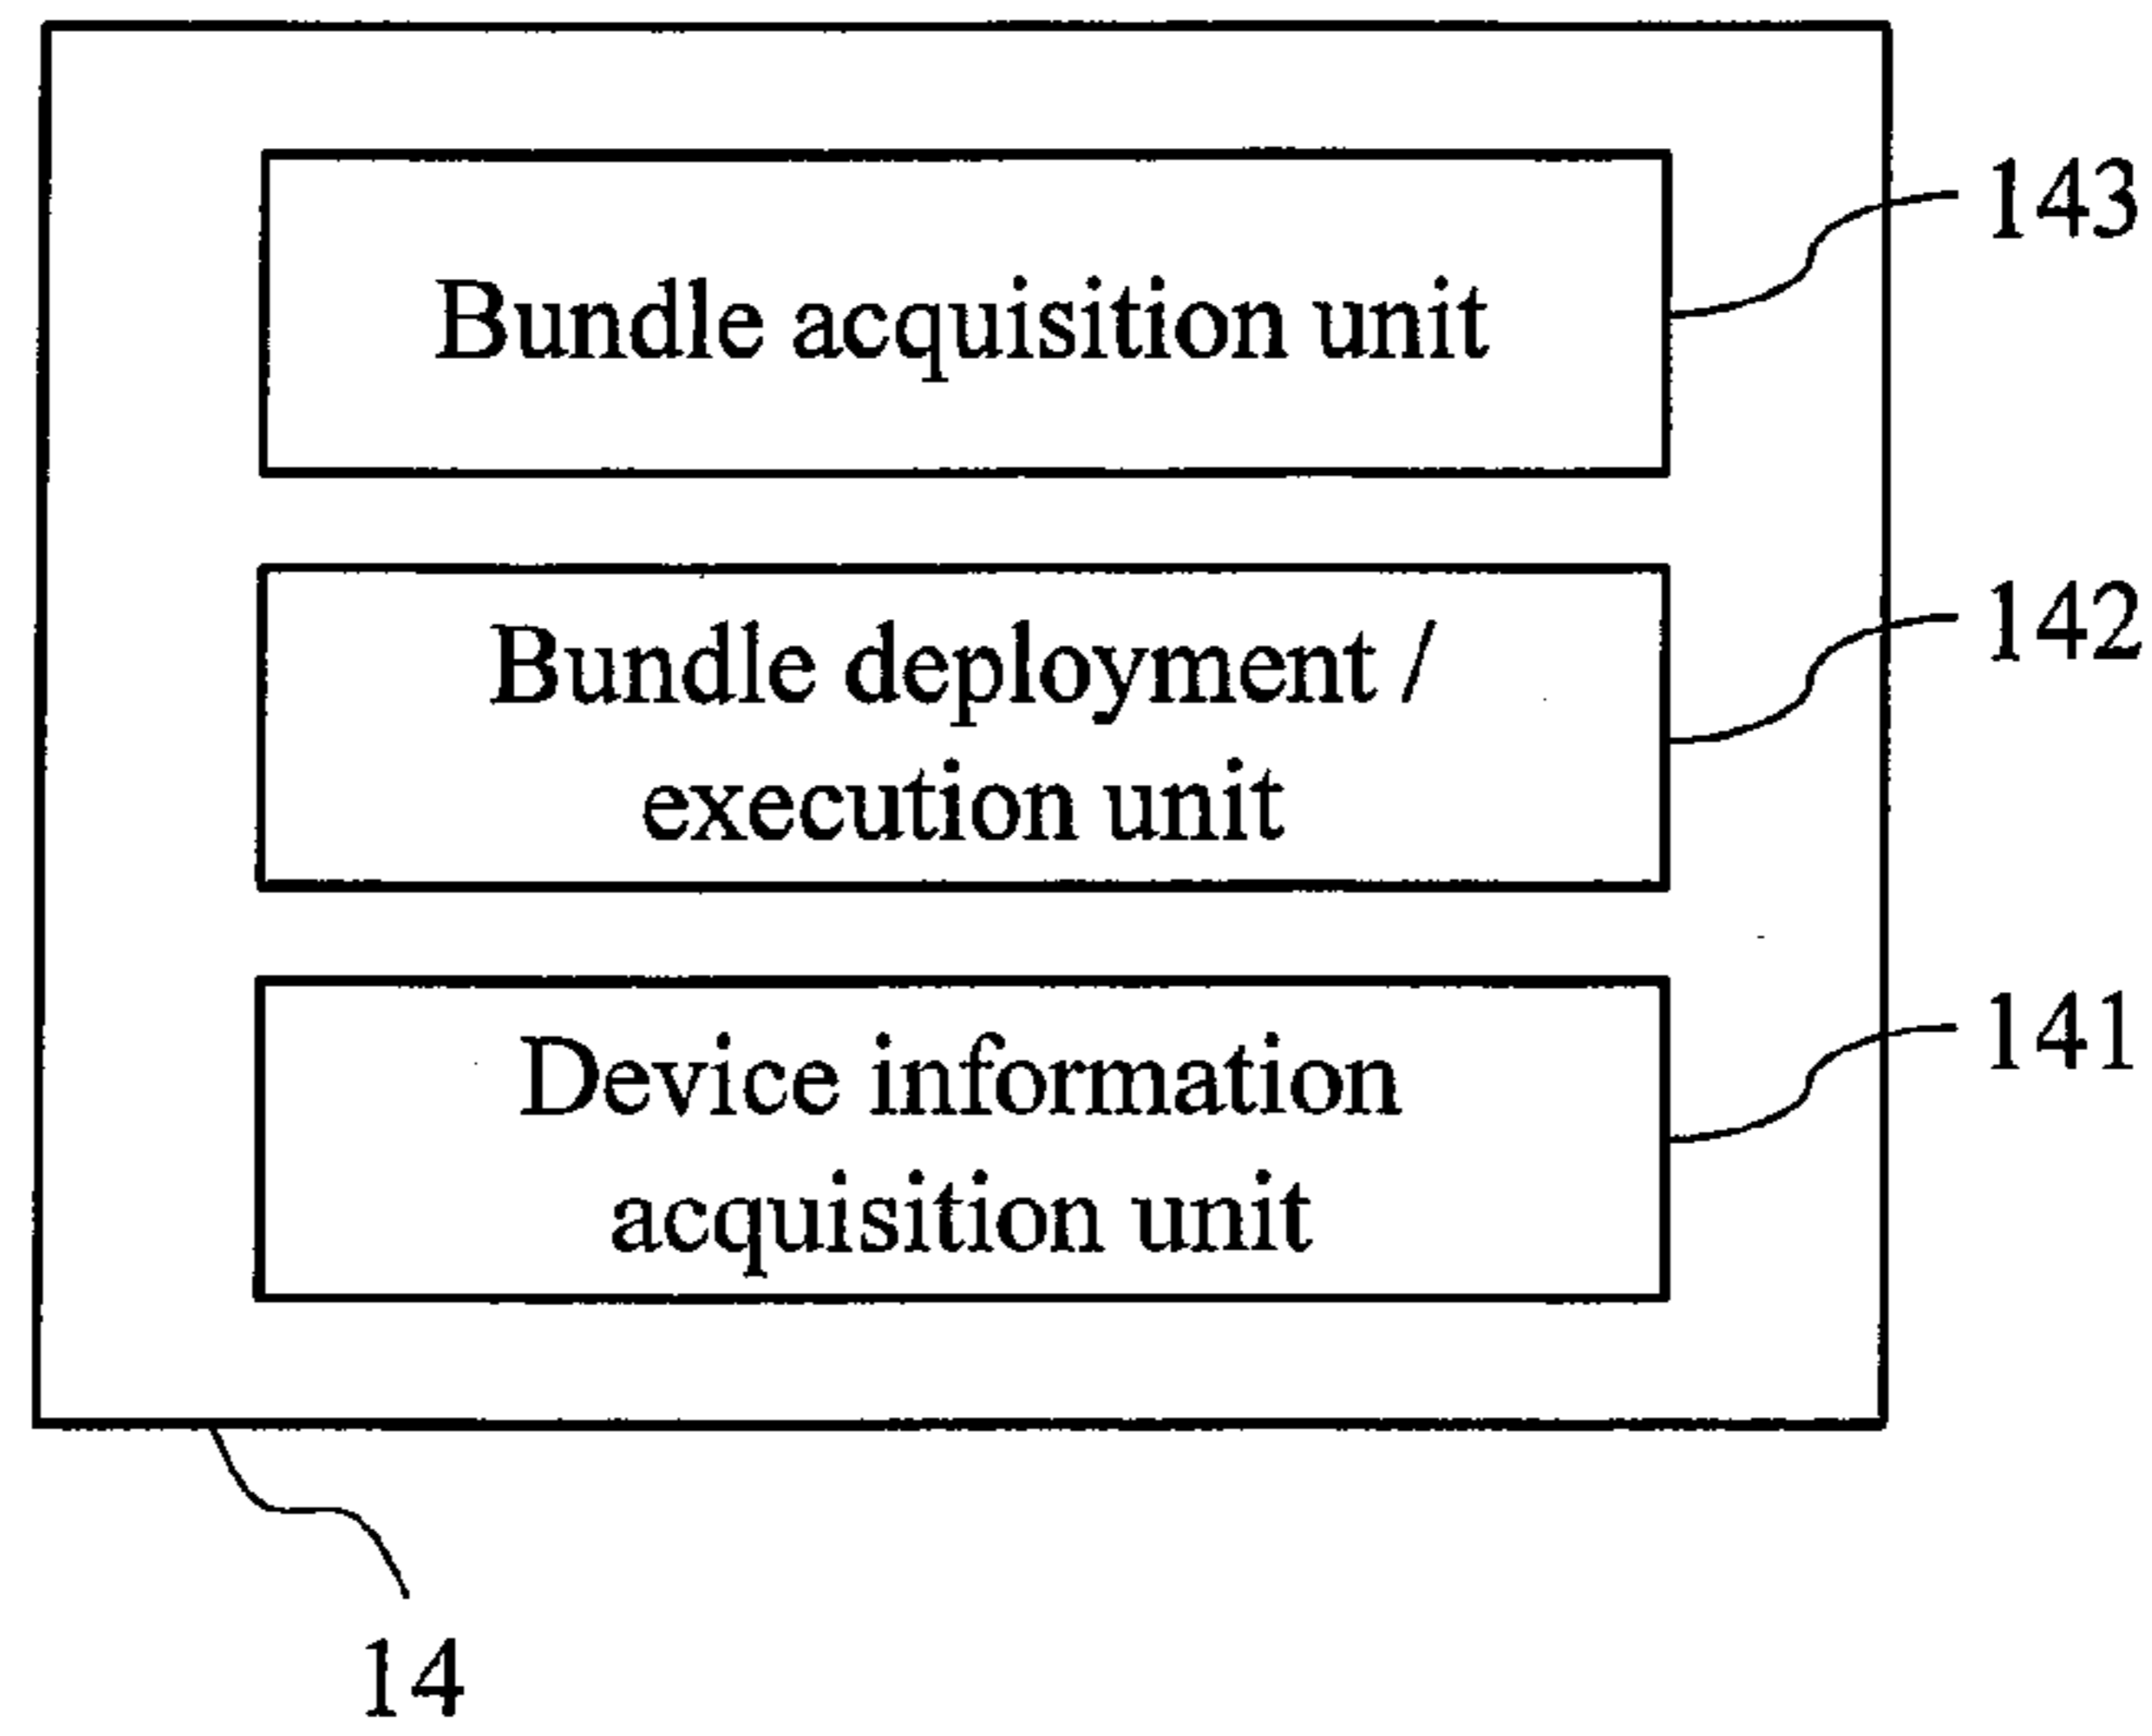 143
Bundle acquisition unit
142
Bundle deployment /
execution unit
141
Device information
acquisition unit
14